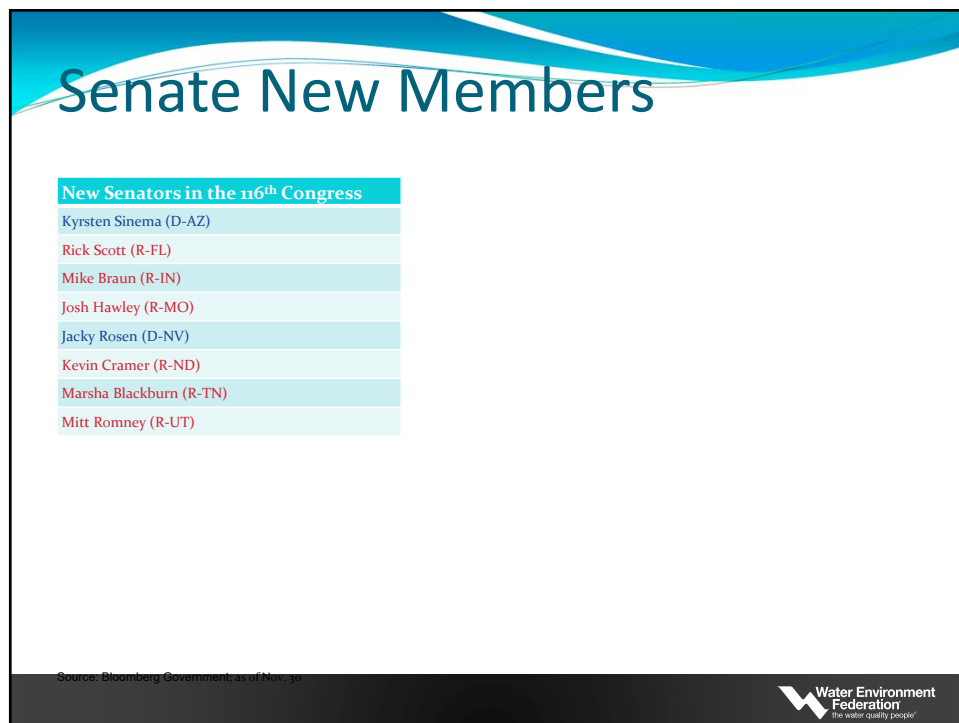 Senate New Members
New Senators in the 116th Congress
Kyrsten Sinema (D-AZ)
Rick Scott (R-FL)
Mike Braun (R-IN)
Josh Hawley (R-MO)
Jacky Rosen (D-NV)
Kevin Cramer (R-ND)
Marsha Blackburn (R-TN)
Mitt Romney (R-UT)
Source: Bloomberg Government; as of Nov. 30
Water Environment
Federation
the water quality people®